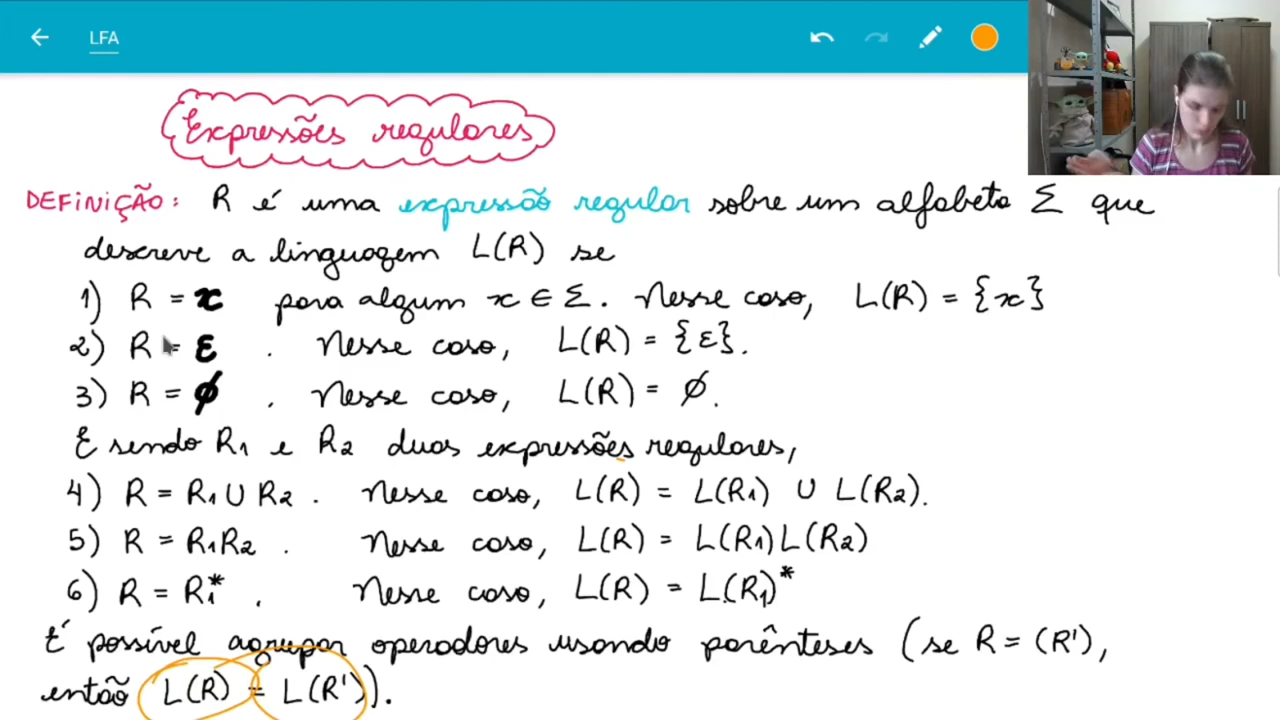 LFA
Expressões regulares
DEFINIÇÃO: R é uma expressão regular sobre um alfabeto Σ que
descreve a linguagem L(R) se
1) R = x para algum x ∈ Σ. Nesse caso, L(R) = {x}
2) R = ε . Nesse caso, L(R) = {ε}.
3) R = ∅ . Nesse caso, L(R) = ∅.
E sendo R1 e R2 duas expressões regulares,
4) R = R1 ∪ R2 . Nesse caso, L(R) = L(R1) ∪ L(R2).
5) R = R1R2 . Nesse caso, L(R) = L(R1)L(R2)
6) R = R1* . Nesse caso, L(R) = L(R1)*
É possível agrupar operadores usando parênteses (se R = (R'),
então L(R) = L(R')).